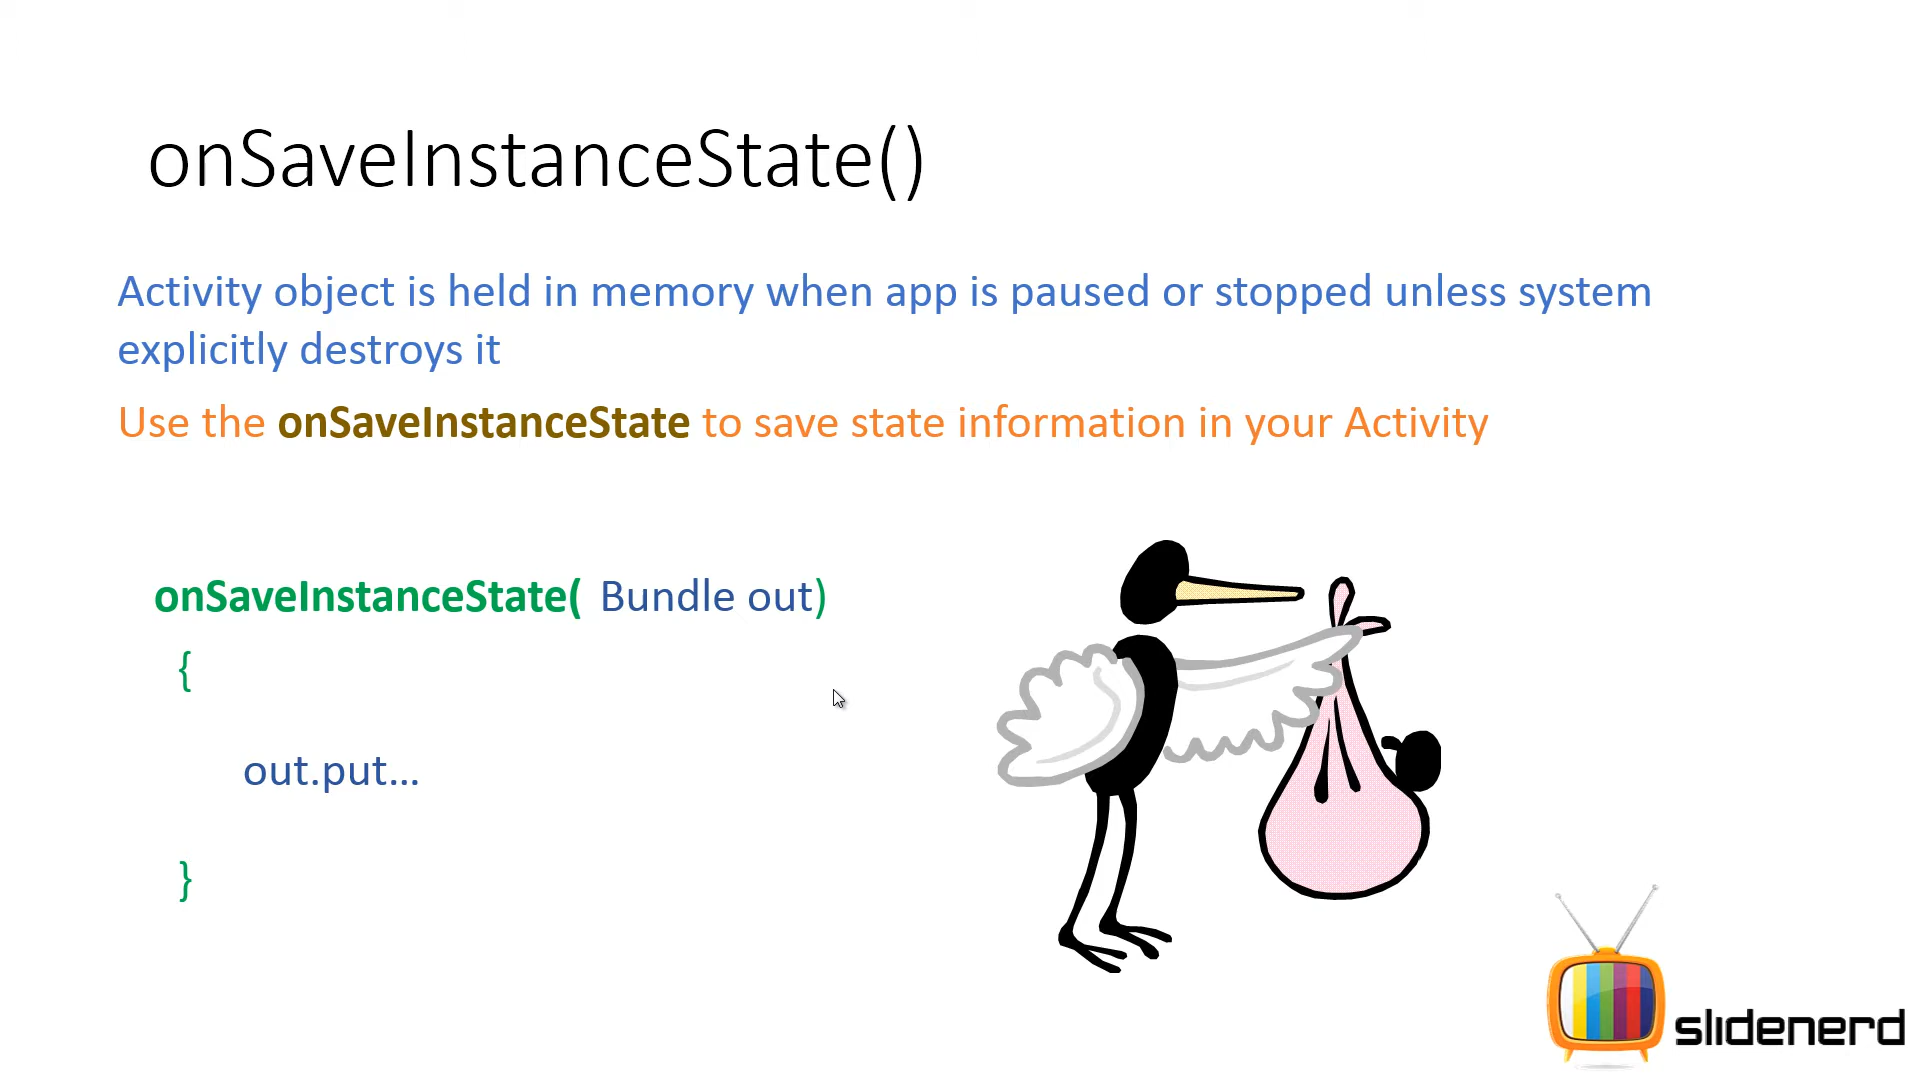 onSaveInstanceState()
Activity object is held in memory when app is paused or stopped unless system
explicitly destroys it
Use the onSaveInstanceState to save state information in your Activity
onSaveInstanceState( Bundle out)
{
out.put...
}
slidenerd